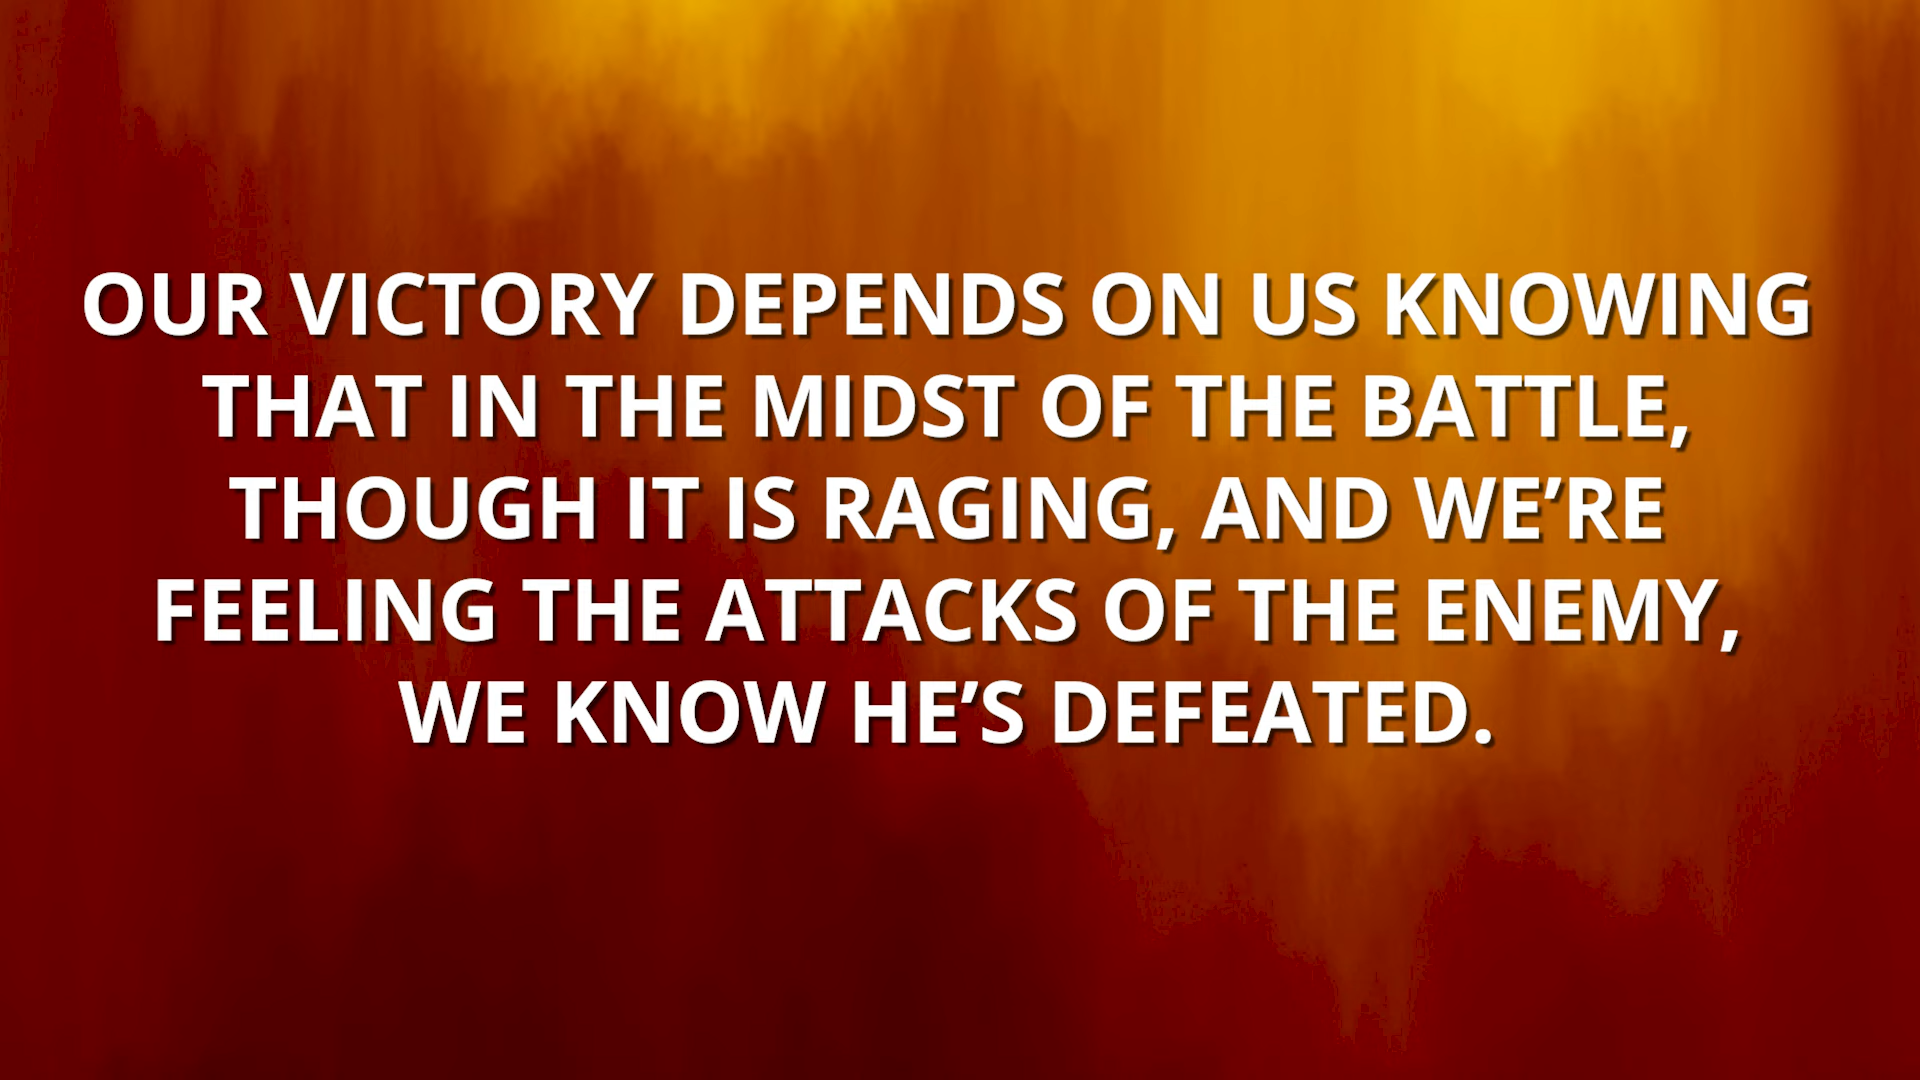 OUR VICTORY DEPENDS ON US KNOWING
THAT IN THE MIDST OF THE BATTLE,
THOUGH IT IS RAGING, AND WE’RE
FEELING THE ATTACKS OF THE ENEMY,
WE KNOW HE’S DEFEATED.